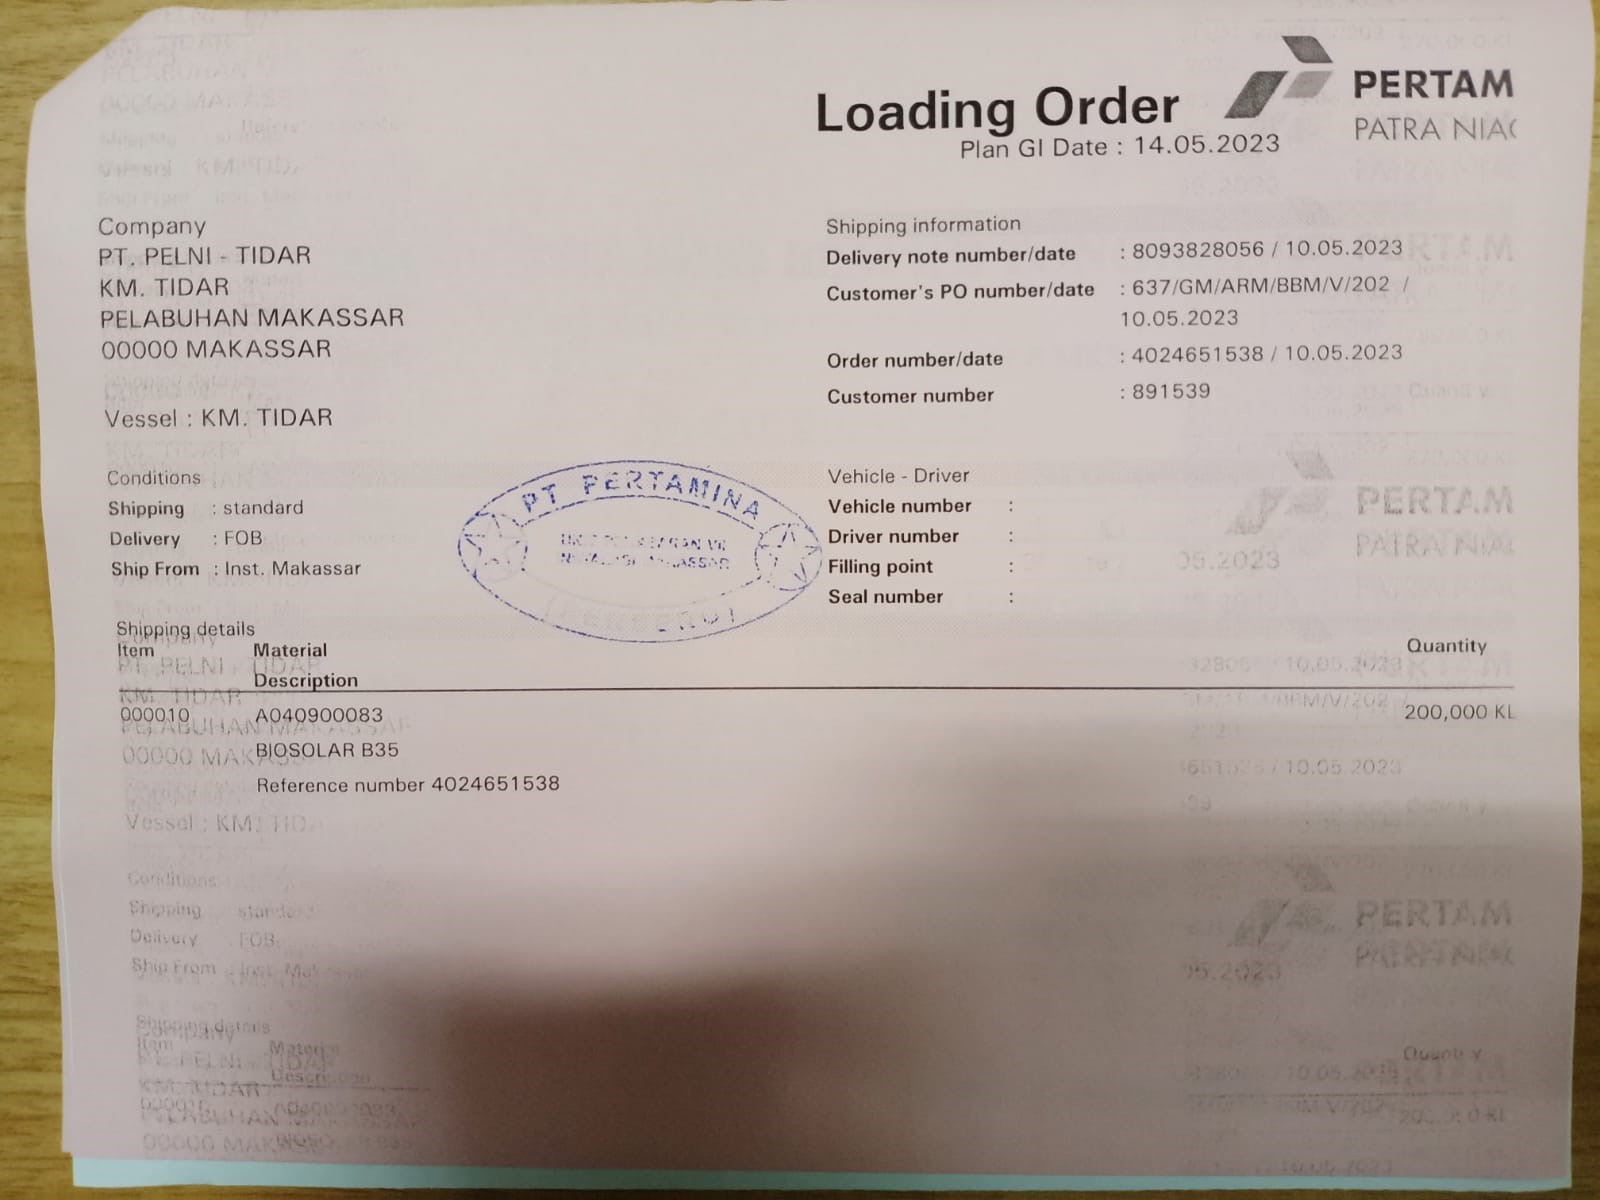 Loading Order
PERTAM
PATRA NIA
Plan GI Date : 14.05.2023
Company
PT. PELNI - TIDAR
KM. TIDAR
PELABUHAN MAKASSAR
00000 MAKASSAR
Vessel : KM. TIDAR
Shipping information
Delivery note number/date : 8093828056 / 10.05.2023
Customer's PO number/date : 637/GM/ARM/BBM/V/202 /
10.05.2023
Order number/date : 4024651538 / 10.05.2023
Customer number : 891539
Conditions
Shipping : standard
Delivery : FOB
Ship From : Inst. Makassar
PT PERTAMINA
Vehicle - Driver
Vehicle number :
Driver number :
Filling point :
Seal number :
Shipping details
Item Material Quantity
Description
000010 A040900083 200,000 KL
BIOSOLAR B35
Reference number 4024651538